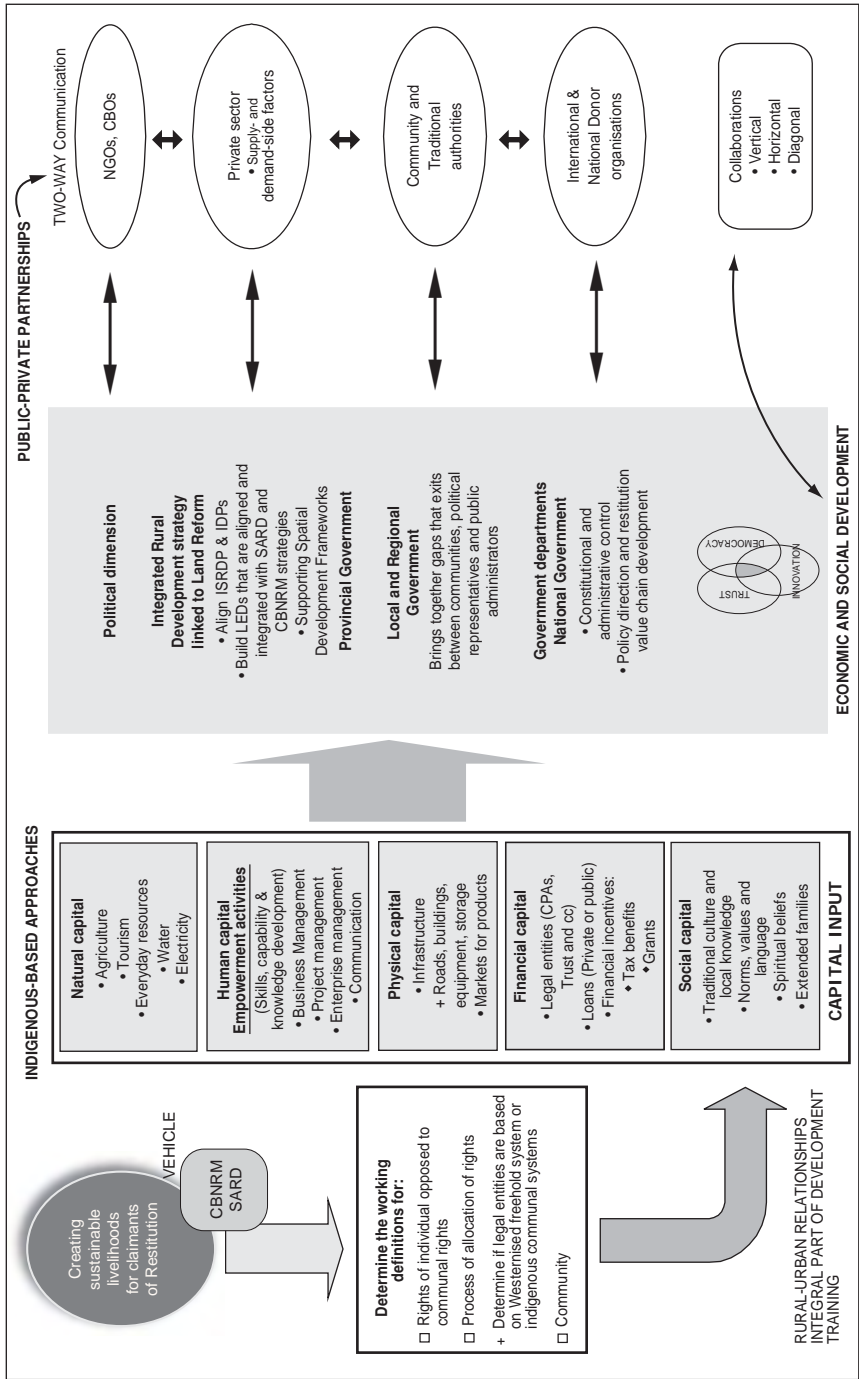 INDIGENOUS-BASED APPROACHES
Creating
sustainable
livelihoods
for claimants
of Restitution
VEHICLE
CBNRM
SARD
Determine the working
definitions for:
□ Rights of individual opposed to
communal rights
□ Process of allocation of rights
+ Determine if legal entities are based
on Westernised freehold system or
indigenous communal systems
□ Community
RURAL-URBAN RELATIONSHIPS
INTEGRAL PART OF DEVELOPMENT
TRAINING
Natural capital
• Agriculture
• Tourism
• Everyday resources
• Water
• Electricity
Human capital
Empowerment activities
(Skills, capability &
knowledge development)
• Business Management
• Project management
• Enterprise management
• Communication
Physical capital
• Infrastructure
+ Roads, buildings,
equipment, storage
• Markets for products
Financial capital
• Legal entities (CPAs,
Trust and cc)
• Loans (Private or public)
• Financial incentives:
◆ Tax benefits
◆ Grants
Social capital
• Traditional culture and
local knowledge
• Norms, values and
language
• Spiritual beliefs
• Extended families
CAPITAL INPUT
Political dimension
Integrated Rural
Development strategy
linked to Land Reform
• Align ISRDP & IDPs
• Build LEDs that are aligned and
integrated with SARD and
CBNRM strategies
• Supporting Spatial
Development Frameworks
Provincial Government
Local and Regional
Government
Brings together gaps that exits
between communities, political
representatives and public
administrators
Government departments
National Government
• Constitutional and
administrative control
• Policy direction and restitution
value chain development
TRUST
DEMOCRACY
INNOVATION
ECONOMIC AND SOCIAL DEVELOPMENT
PUBLIC-PRIVATE PARTNERSHIPS
TWO-WAY Communication
NGOs, CBOs
Private sector
• Supply- and
demand-side factors
Community and
Traditional
authorities
International &
National Donor
organisations
Collaborations
• Vertical
• Horizontal
• Diagonal